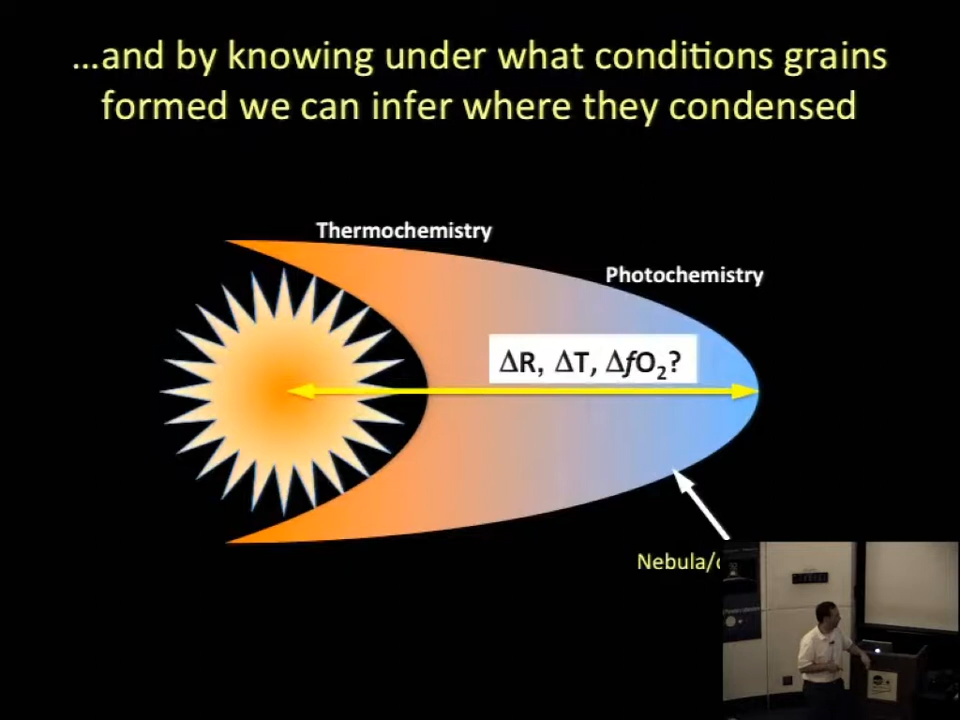 …and by knowing under what conditions grains
formed we can infer where they condensed
Thermochemistry
Photochemistry
ΔR, ΔT, ΔfO₂?
Nebula/